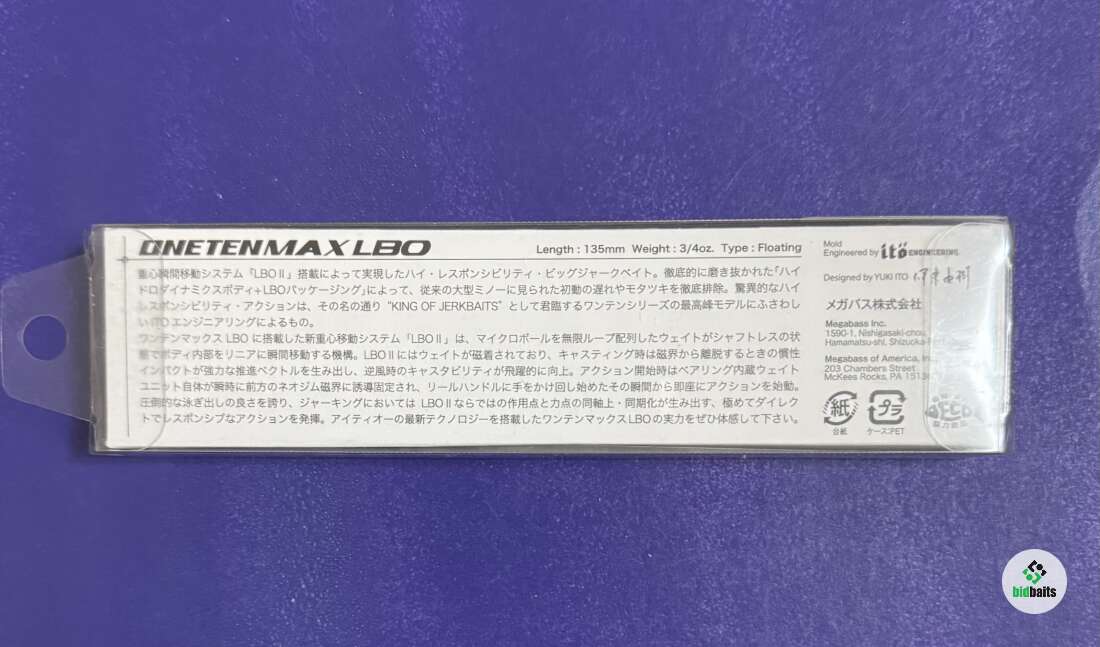 ONETENMAX LBO
Length : 135mm Weight : 3/4oz. Type : Floating
重心瞬間移動システム「LBOⅡ」搭載によって実現したハイ・レスポンシビリティ・ビッグジャークベイト。徹底的に磨き抜かれた「ハイ
ドロダイナミクスボディ+LBOパッケージング」によって、従来の大型ミノーに見られた初動の遅れやモタツキを徹底排除。驚異的なハイ
レスポンシビリティ・アクションは、その名の通り“KING OF JERKBAITS”として君臨するワンテンシリーズの最高峰モデルにふさわし
いITOエンジニアリングによるもの。
ワンテンマックス LBO に搭載した新重心移動システム「LBOⅡ」は、マイクロボールを無限ループ配列したウェイトがシャフトレスの状
態でボディ内部をリニアに瞬間移動する機構。LBOⅡにはウェイトが磁着されており、キャスティング時は磁界から離脱するときの慣性
インパクトが強力な推進ベクトルを生み出し、逆風時のキャスタビリティが飛躍的に向上。アクション開始時はベアリング内蔵ウェイト
ユニット自体が瞬時に前方のネオジム磁界に誘導固定され、リールハンドルに手をかけ回し始めたその瞬間から即座にアクションを始動。
圧倒的な泳ぎ出しの良さを誇り、ジャーキングにおいては LBOⅡならではの作用点と力点の同軸上・同期化が生み出す、極めてダイレク
トでレスポンシブなアクションを発揮。アイティオーの最新テクノロジーを搭載したワンテンマックスLBOの実力をぜひ体感して下さい。
Mold
Engineered by itö ENGINEERING.
Designed by YUKI ITO 伊東由樹
メガバス株式会社
Megabass Inc.
1590-1, Nishigasaki-chou,
Hamamatsu-shi, Shizuoka
Megabass of America, Inc.
203 Chambers Street
McKees Rocks, PA 15136
紙
台紙
プラ
ケース:PET
bidbaits